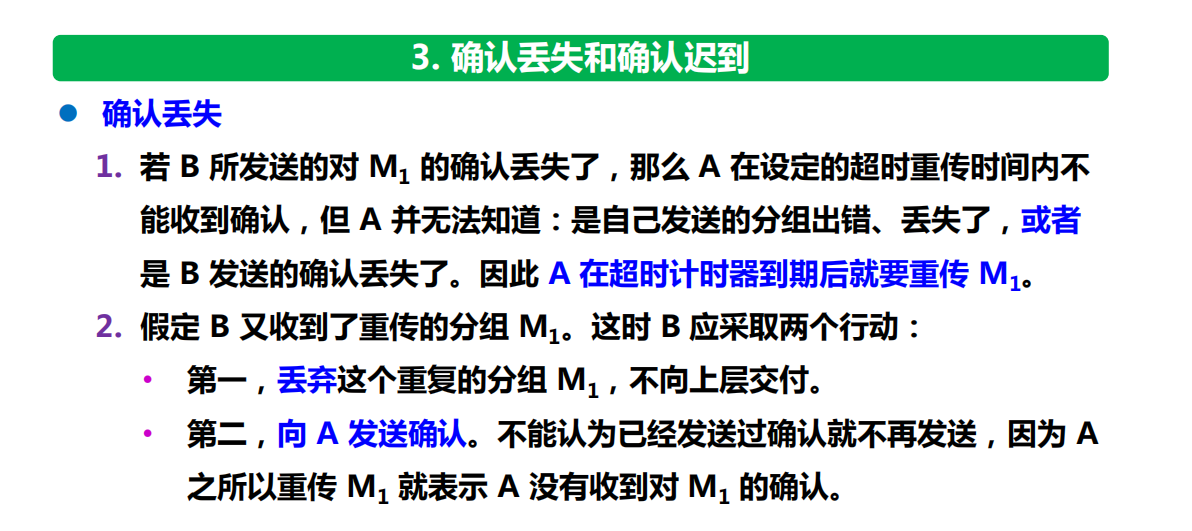 3. 确认丢失和确认迟到
● 确认丢失
1. 若 B 所发送的对 M₁ 的确认丢失了，那么 A 在设定的超时重传时间内不
能收到确认，但 A 并无法知道：是自己发送的分组出错、丢失了，或者
是 B 发送的确认丢失了。因此 A 在超时计时器到期后就要重传 M₁。
2. 假定 B 又收到了重传的分组 M₁。这时 B 应采取两个行动：
• 第一，丢弃这个重复的分组 M₁，不向上层交付。
• 第二，向 A 发送确认。不能认为已经发送过确认就不再发送，因为 A
之所以重传 M₁ 就表示 A 没有收到对 M₁ 的确认。